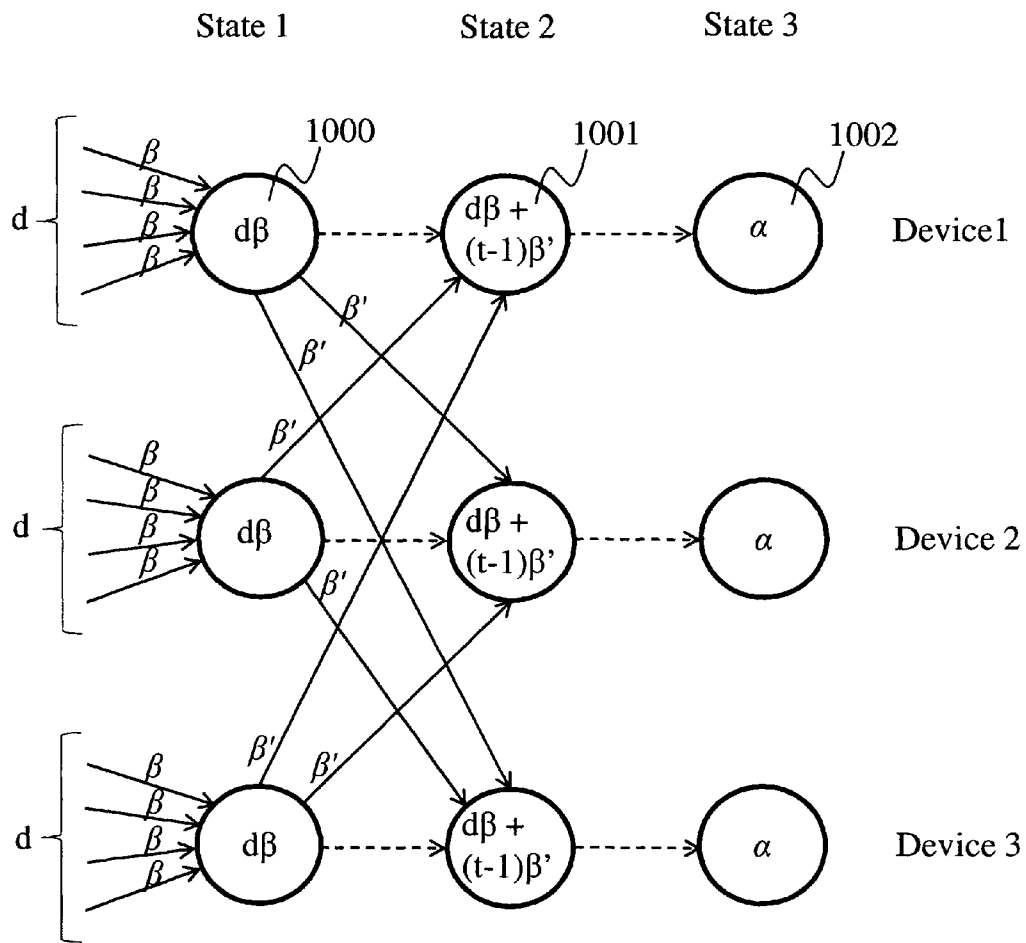 State 1 State 2 State 3
1000 1001 1002
d β β β β dβ dβ + (t-1)β’ α Device1
β'
β'
β'
d β β β β dβ dβ + (t-1)β’ α Device 2
β'
β'
β'
d β β β β dβ dβ + (t-1)β’ α Device 3